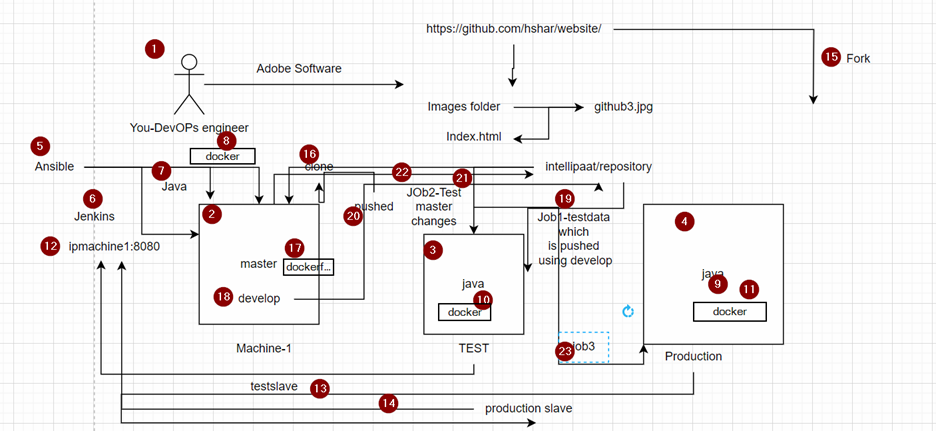 https://github.com/hshar/website/
1
15 Fork
Adobe Software
Images folder
github3.jpg
You-DevOPs engineer
Index.html
5
8
Ansible
docker
16
clone
22
intellipaat/repository
7
Java
21
6
Jenkins
2
20
pushed
JOb2-Test
master
changes
19
Job1-testdata
which
is pushed
using develop
4
12 ipmachine1:8080
17
master
dockerf...
3
java
java
9
11
18 develop
10
docker
docker
23 job3
Machine-1
TEST
Production
testslave 13
14
production slave